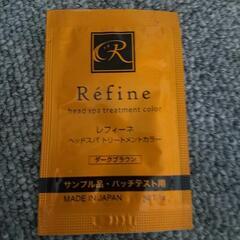 R
Réfine
head spa treatment color
レフィーネ
ヘッドスパ トリートメントカラー
ダークブラウン
サンプル品・パッチテスト用
MADE IN JAPAN